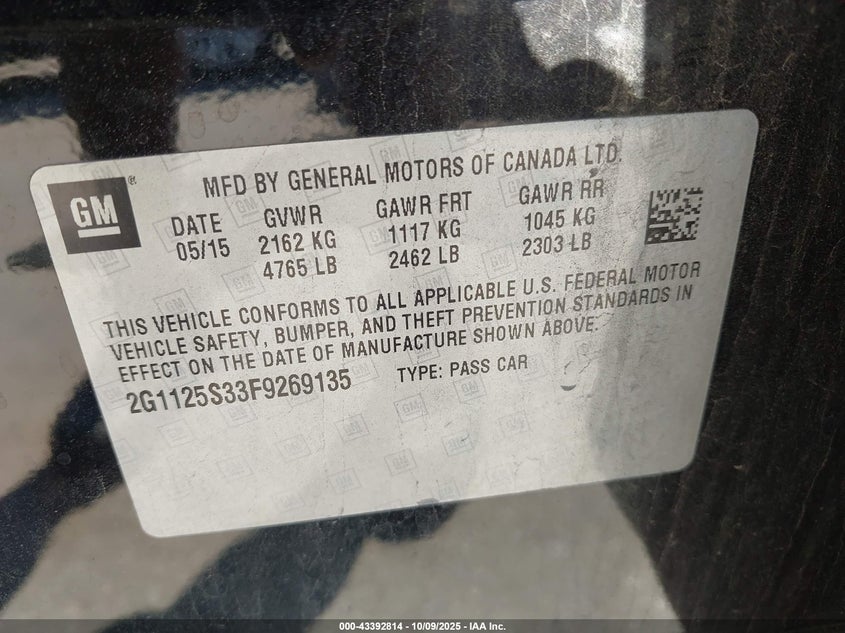 GM
®
MFD BY GENERAL MOTORS OF CANADA LTD.
DATE GVWR GAWR FRT GAWR RR
05/15 2162 KG 1117 KG 1045 KG
4765 LB 2462 LB 2303 LB
THIS VEHICLE CONFORMS TO ALL APPLICABLE U.S. FEDERAL MOTOR
VEHICLE SAFETY, BUMPER, AND THEFT PREVENTION STANDARDS IN
EFFECT ON THE DATE OF MANUFACTURE SHOWN ABOVE.
2G1125S33F9269135 TYPE: PASS CAR
000-43392814 - 10/09/2025 - IAA Inc.